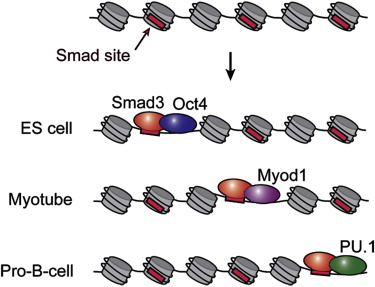 Smad site
Smad3 Oct4
ES cell
Myod1
Myotube
PU.1
Pro-B-cell